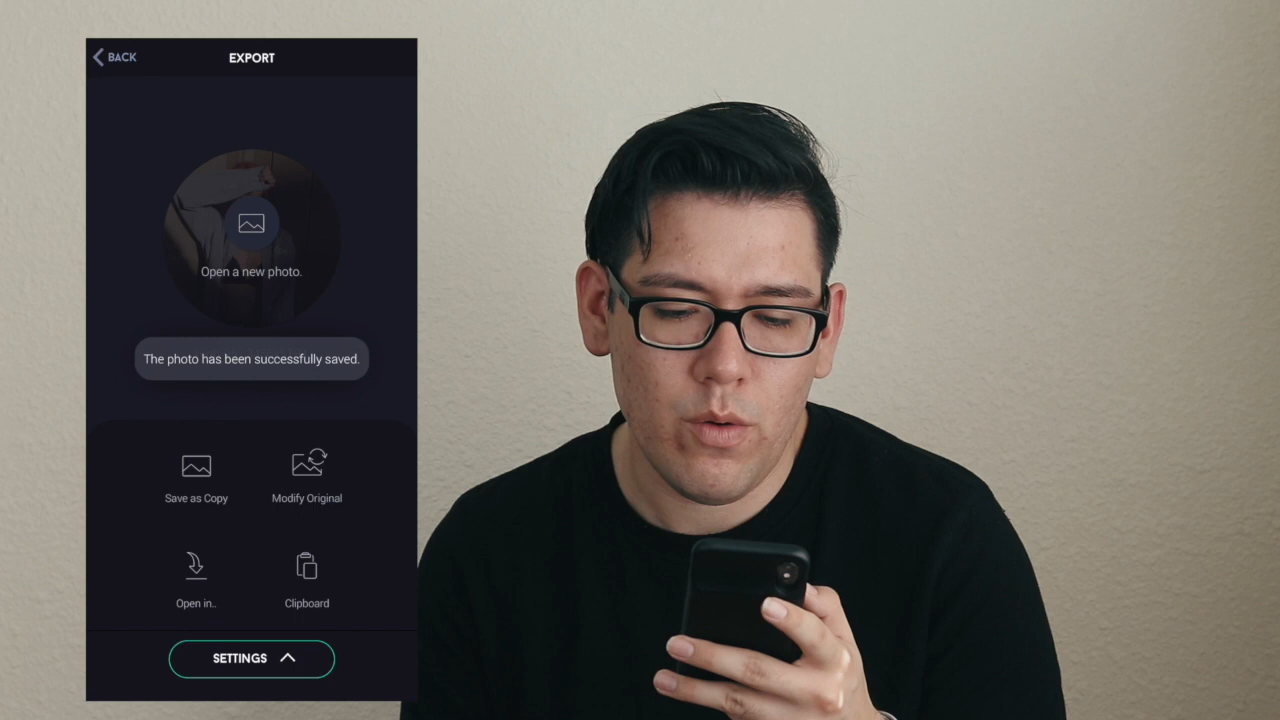 BACK
EXPORT
Open a new photo.
The photo has been successfully saved.
Save as Copy
Modify Original
Open in..
Clipboard
SETTINGS